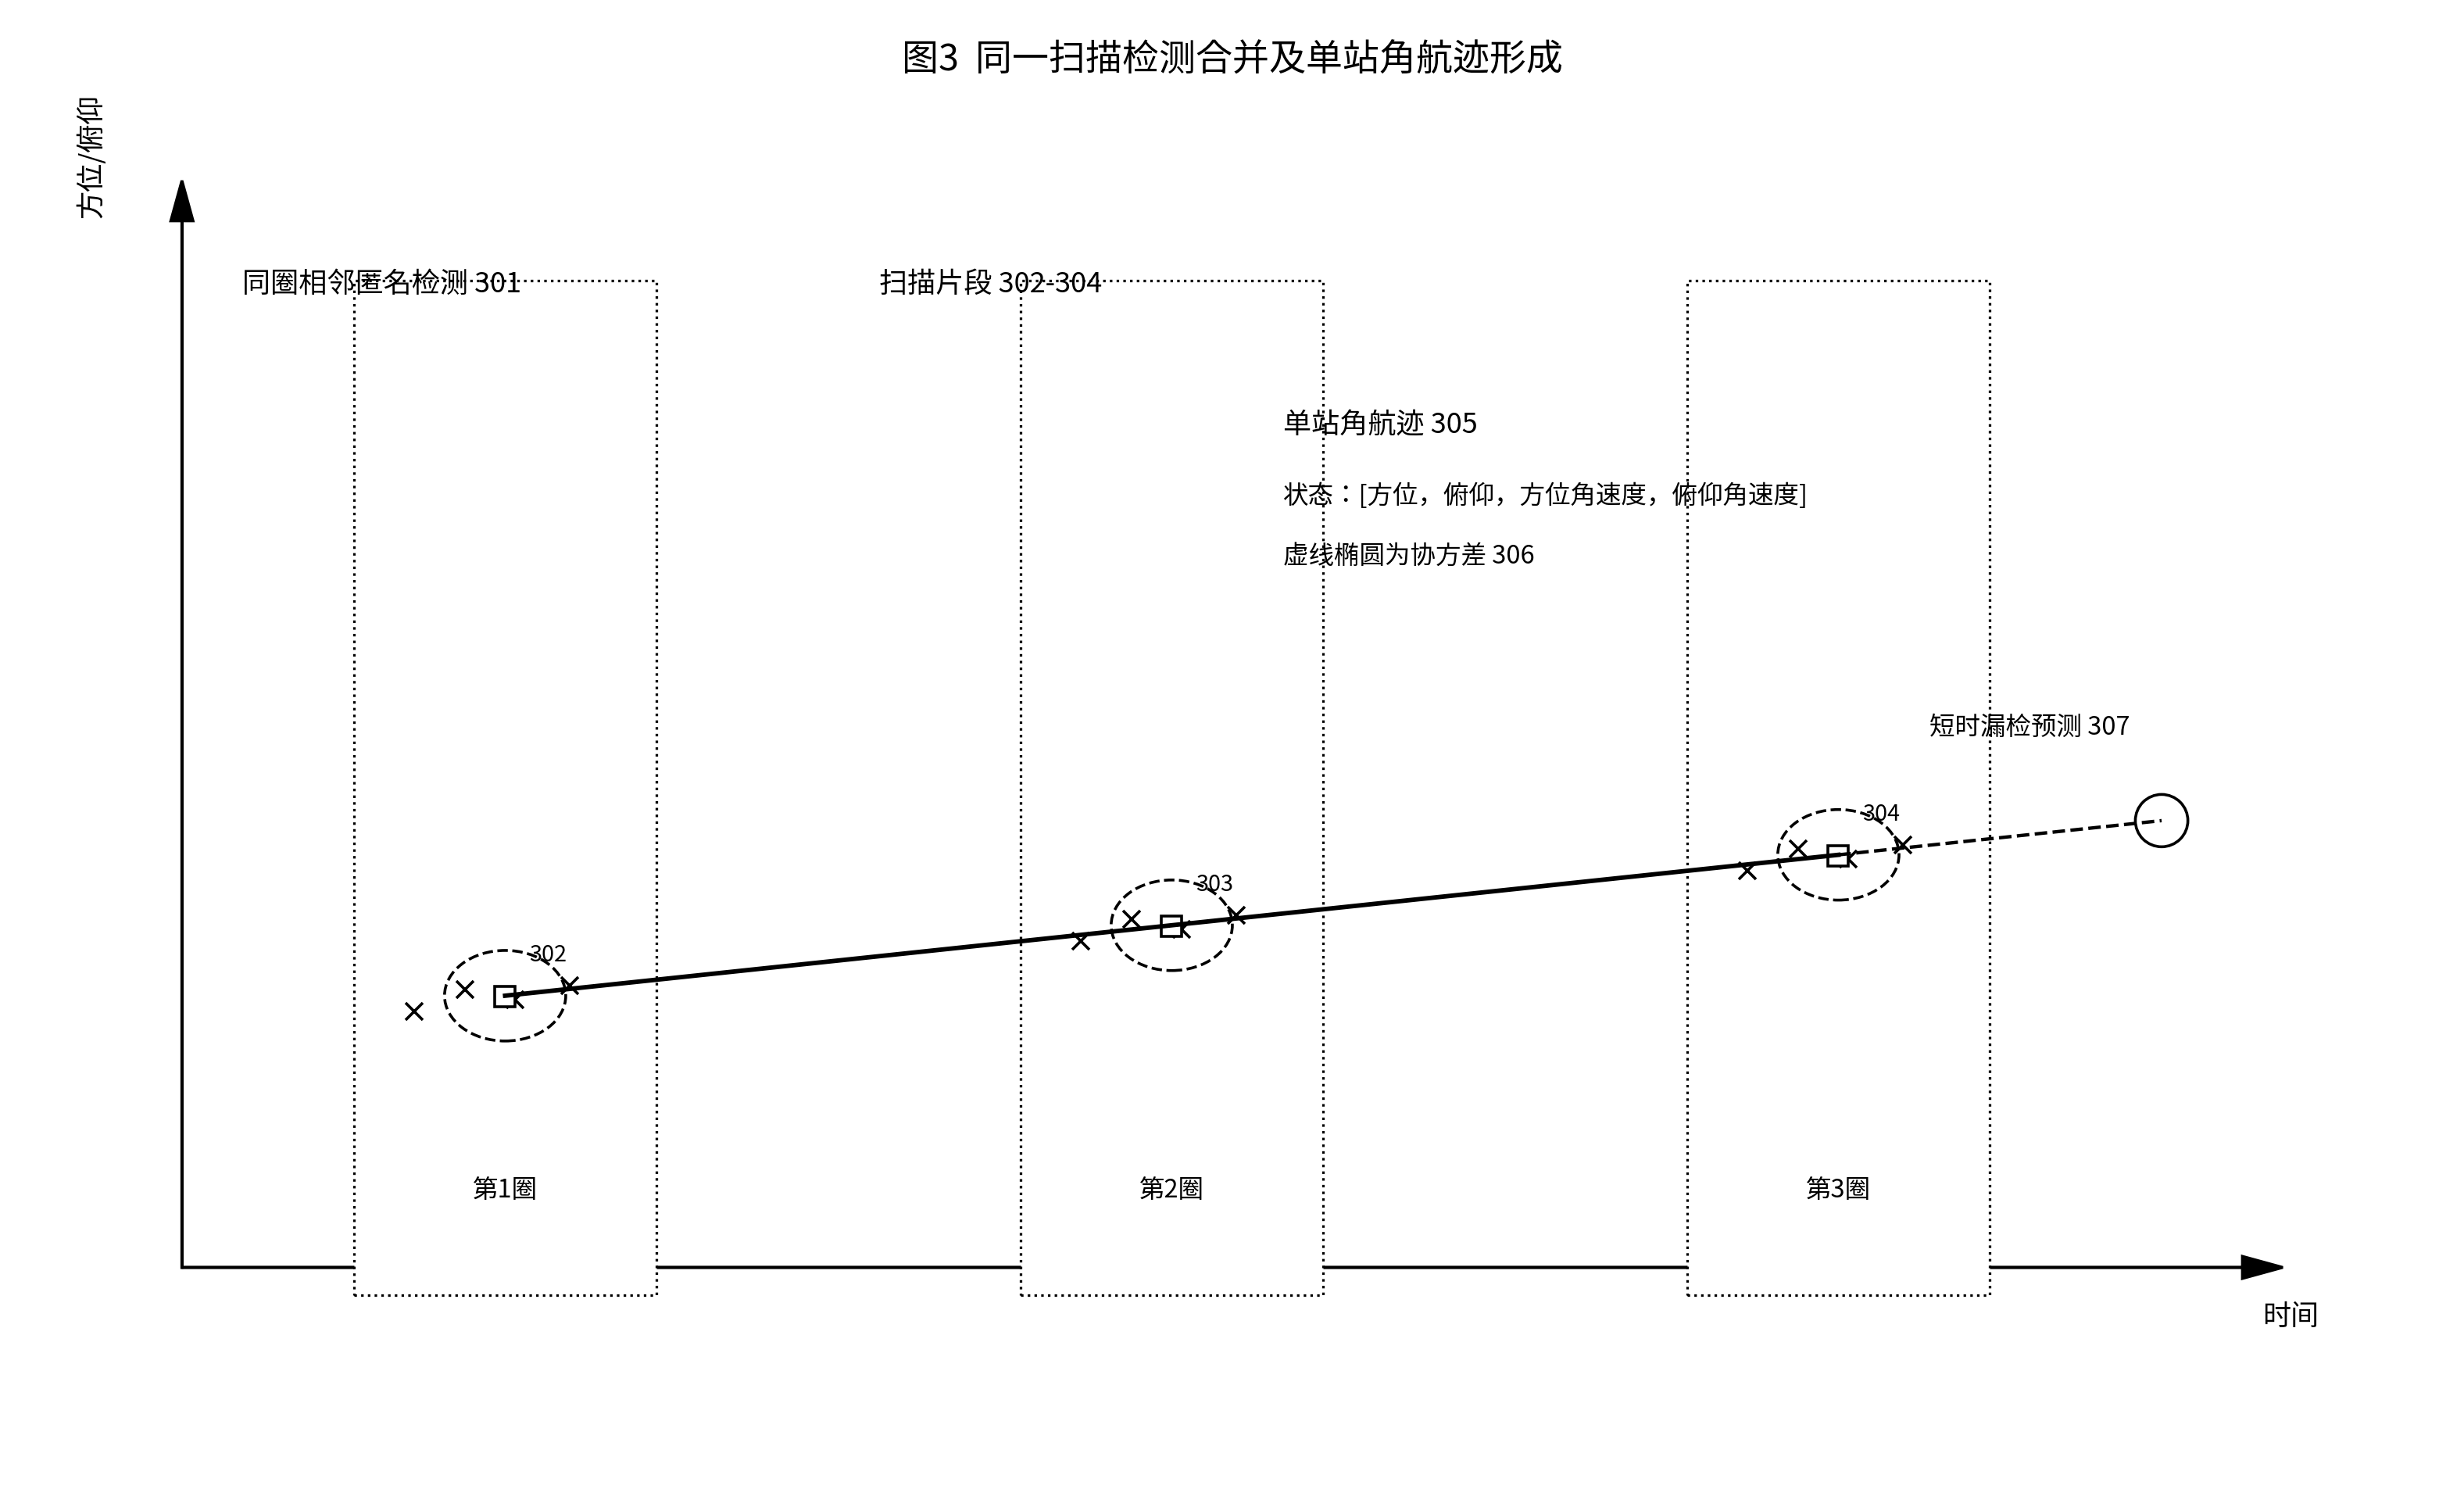 图3 同一扫描检测合并及单站角航迹形成
方位/俯仰
同圈相邻匿名检测 301
扫描片段 302-304
单站角航迹 305
状态：[方位，俯仰，方位角速度，俯仰角速度]
虚线椭圆为协方差 306
短时漏检预测 307
304
303
302
第1圈
第2圈
第3圈
时间